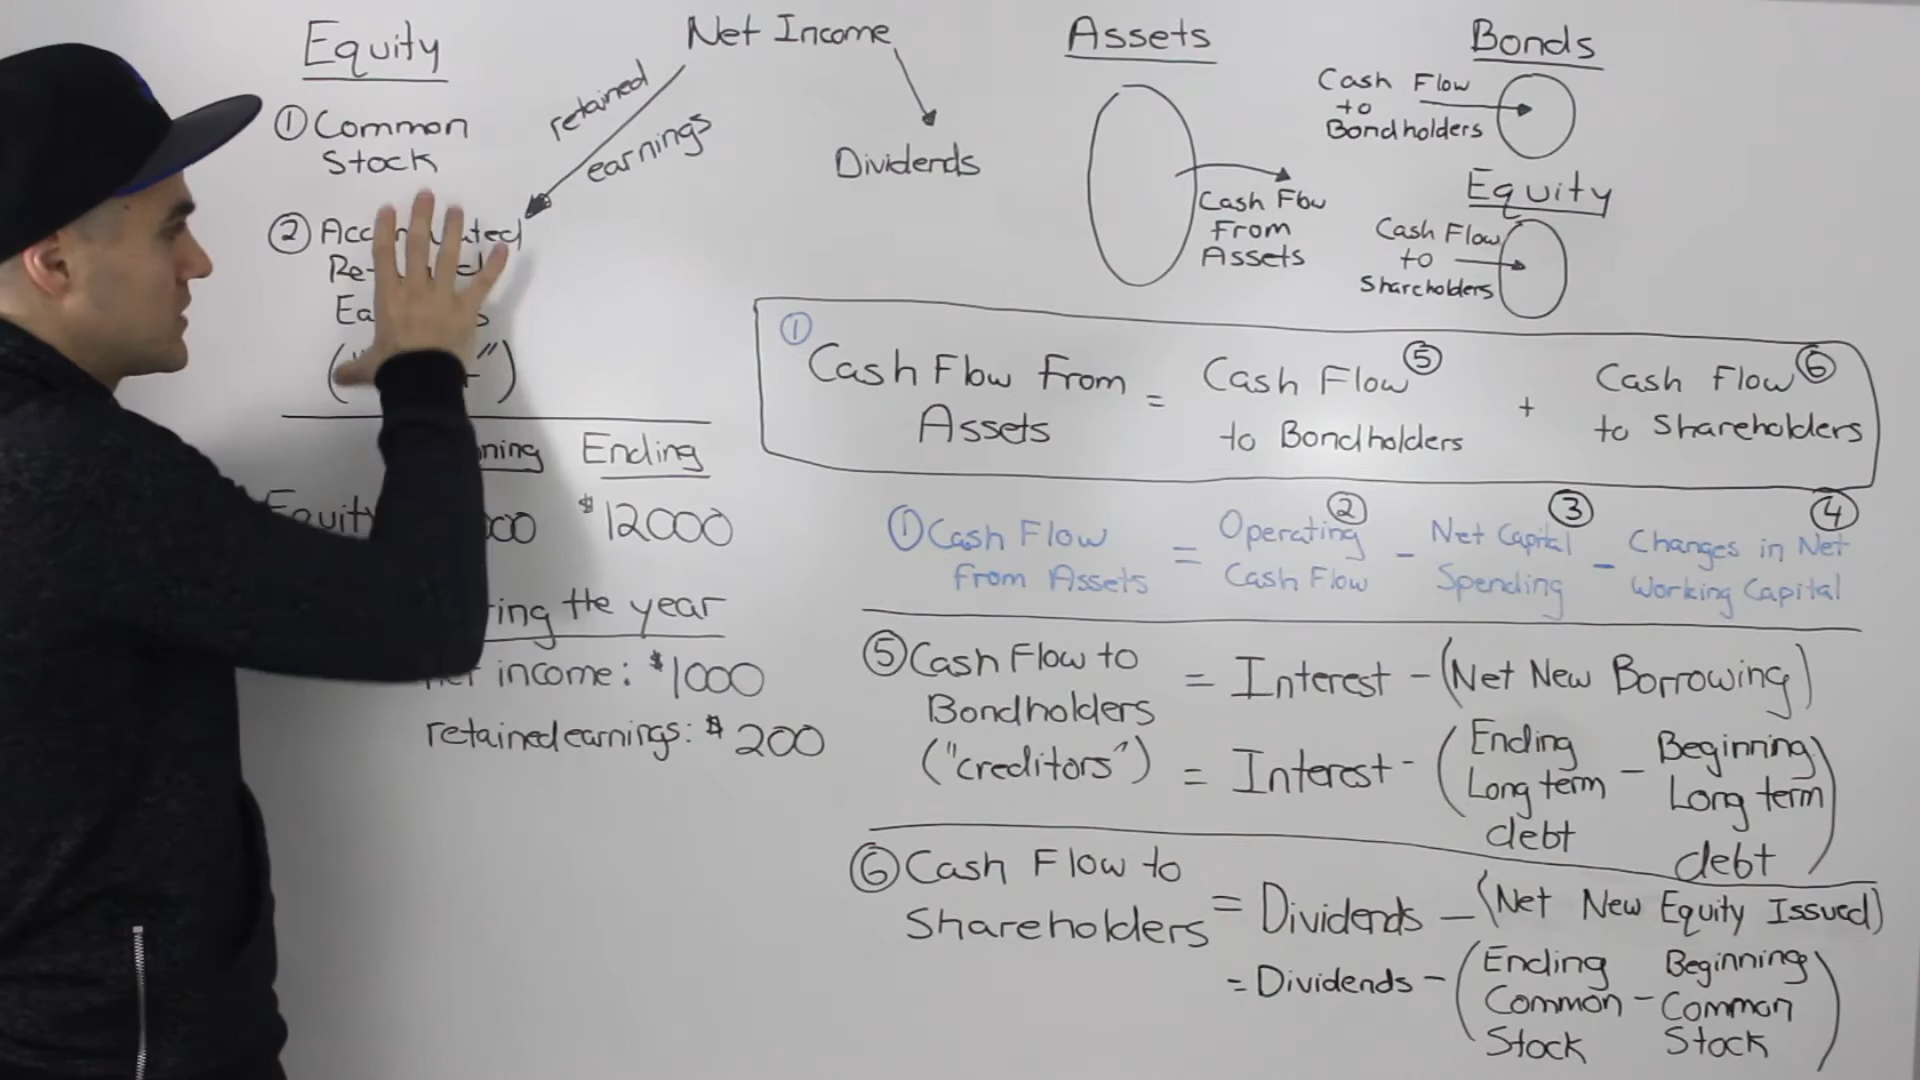 Equity
① Common
Stock
②
Net Income
retained
earnings
Dividends
Assets
Cash Flow
From
Assets
Bonds
Cash Flow
to
Bondholders
Equity
Cash Flow
to
Shareholders
① Cash Flow From Assets = Cash Flow ⑤ to Bondholders + Cash Flow ⑥ to Shareholders
Ending
Equity $12000
the year
income: $1000
retained earnings: $200
① Cash Flow From Assets = Operating ② Cash Flow - Net Capital ③ Spending - Changes in Net ④ Working Capital
⑤ Cash Flow to Bondholders = Interest - (Net New Borrowing)
("creditors") = Interest - (Ending Long term debt - Beginning Long term debt)
⑥ Cash Flow to Shareholders = Dividends - (Net New Equity Issued)
= Dividends - (Ending Common Stock - Beginning Common Stock)